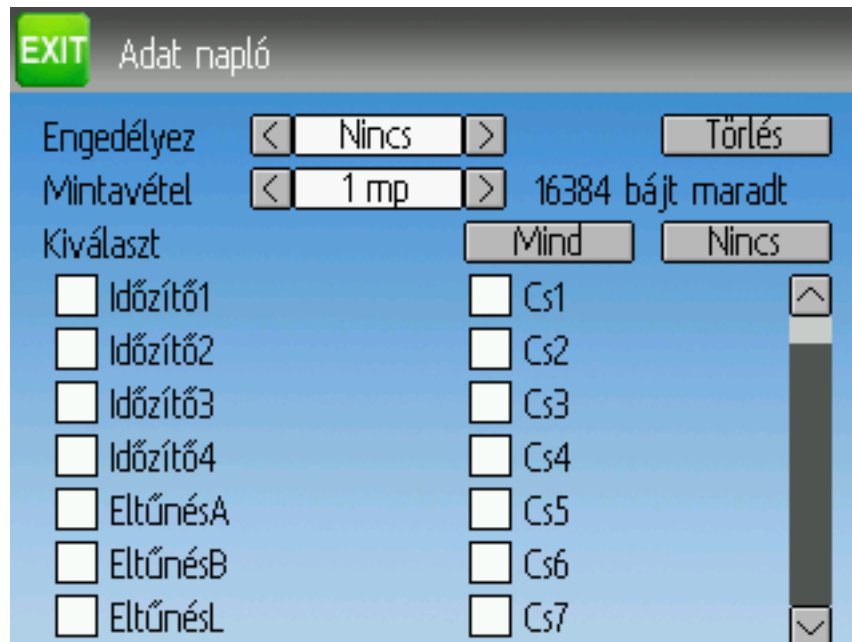 EXIT Adat napló
Engedélyez < Nincs > Törlés
Mintavétel < 1 mp > 16384 bájt maradt
Kiválaszt Mind Nincs
Időzítő1 Cs1
Időzítő2 Cs2
Időzítő3 Cs3
Időzítő4 Cs4
EltűnésA Cs5
EltűnésB Cs6
EltűnésL Cs7